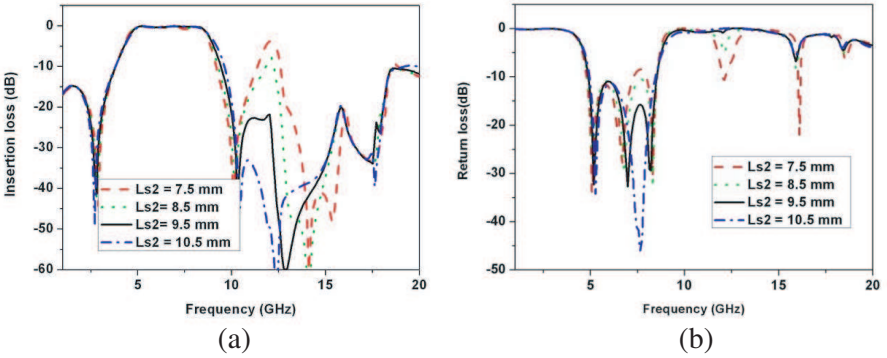 0
-10
-20
-30
-40
-50
-60
Insertion loss (dB)
Ls2 = 7.5 mm
Ls2= 8.5 mm
Ls2 = 9.5 mm
Ls2 = 10.5 mm
5 10 15 20
Frequency (GHz)
(a)
0
-10
-20
-30
-40
-50
Return loss(dB)
Ls2 = 7.5 mm
Ls2 = 8.5 mm
Ls2 = 9.5 mm
Ls2 = 10.5 mm
5 10 15 20
Frequency (GHz)
(b)